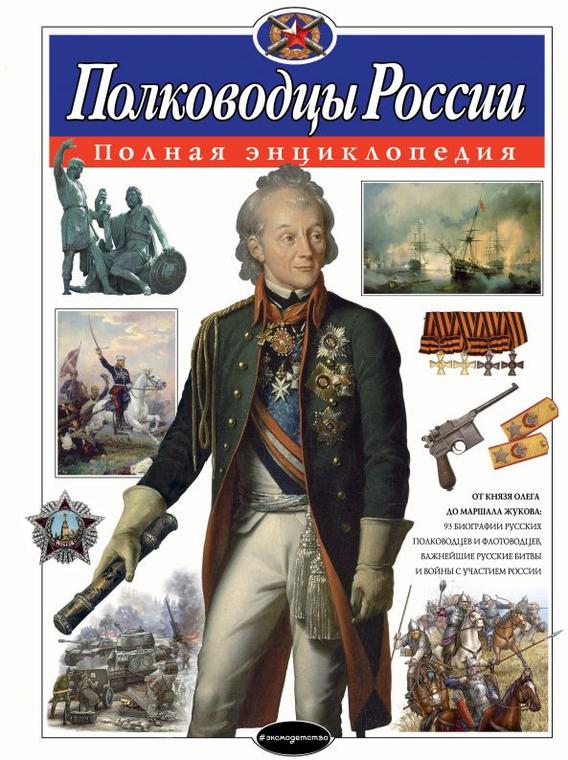 Полководцы России
Полная энциклопедия
ОТ КНЯЗЯ ОЛЕГА
ДО МАРШАЛА ЖУКОВА:
93 БИОГРАФИИ РУССКИХ
ПОЛКОВОДЦЕВ И ФЛОТОВОДЦЕВ,
ВАЖНЕЙШИЕ РУССКИЕ БИТВЫ
И ВОЙНЫ С УЧАСТИЕМ РОССИИ
#эксмодетство